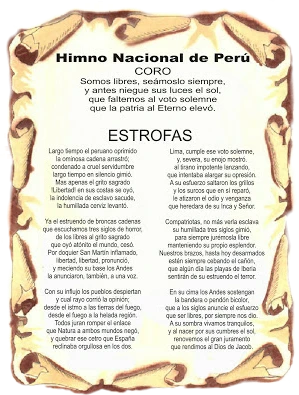 Himno Nacional de Perú
CORO
Somos libres, seámoslo siempre,
y antes niegue sus luces el sol,
que faltemos al voto solemne
que la patria al Eterno elevó.
ESTROFAS
Largo tiempo el peruano oprimido
la ominosa cadena arrastró;
condenado a cruel servidumbre
largo tiempo en silencio gimió.
Mas apenas el grito sagrado
!Libertad! en sus costas se oyó,
la indolencia de esclavo sacude,
la humillada cerviz levantó.
Ya el estruendo de broncas cadenas
que escuchamos tres siglos de horror,
de los libres al grito sagrado
que oyó atónito el mundo, cesó.
Por doquier San Martín inflamado,
libertad, libertad, pronunció,
y meciendo su base los Andes
la anunciaron, también, a una voz.
Con su influjo los pueblos despiertan
y cual rayo corrió la opinión;
desde el istmo a las tierras del fuego,
desde el fuego a la helada región.
Todos juran romper el enlace
que Natura a ambos mundos negó,
y quebrar ese cetro que España
reclinaba orgullosa en los dos.
Lima, cumple ese voto solemne,
y, severa, su enojo mostró.
al tirano impotente lanzando,
que intentaba alargar su opresión.
A su esfuerzo saltaron los grillos
y los surcos que en sí reparó,
le atizaron el odio y venganza
que heredara de su Inca y Señor.
Compatriotas, no más verla esclava
su humillada tres siglos gimió,
para siempre jurémosla libre
manteniendo su propio esplendor.
Nuestros brazos, hasta hoy desarmados
estén siempre cebando el cañón,
que algún día las playas de Iberia
sentirán de su estruendo el terror.
En su cima los Andes sostengan
la bandera o pendón bicolor,
que a los siglos anuncie el esfuerzo
que ser libres, por siempre nos dio.
A su sombra vivamos tranquilos,
y al nacer por sus cumbres el sol,
renovemos el gran juramento
que rendimos al Dios de Jacob.